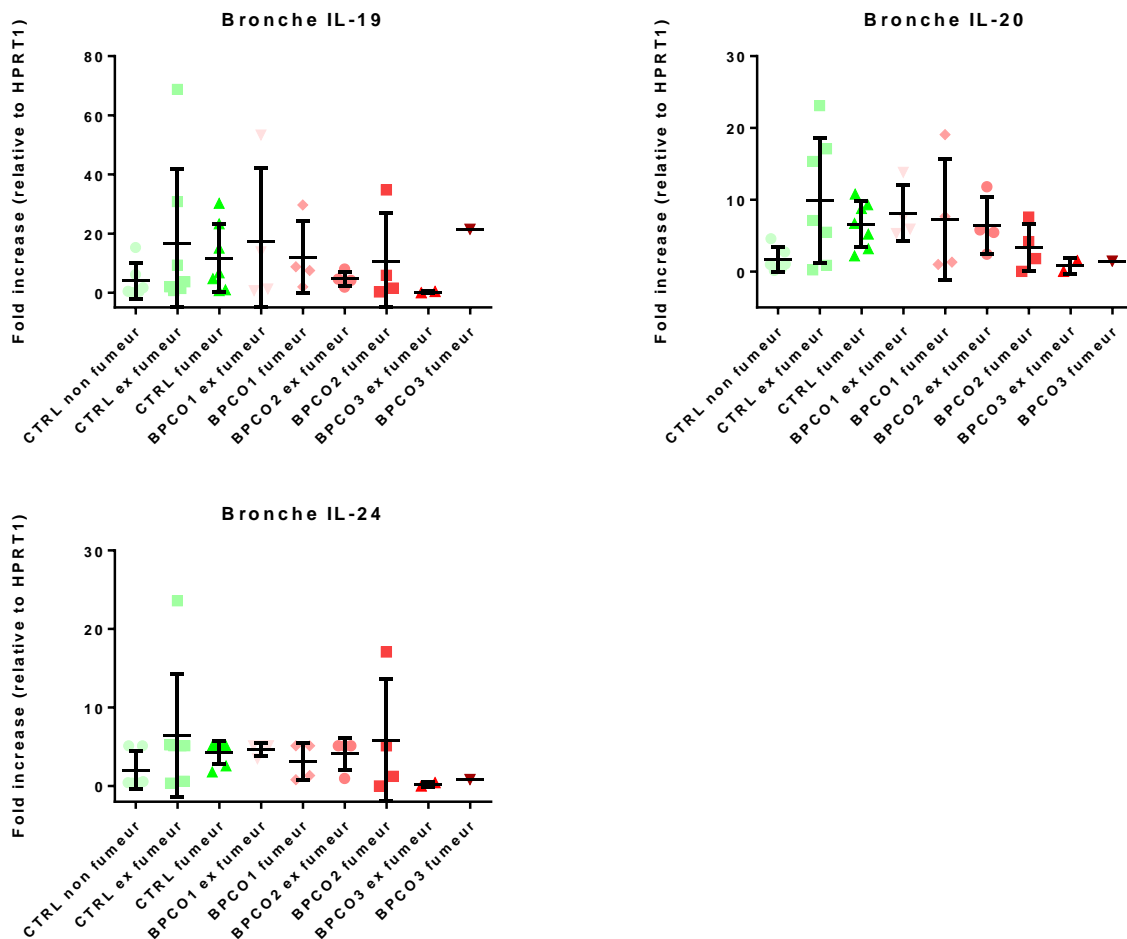 Bronche IL-19
Fold increase (relative to HPRT1)
80
60
40
20
0
CTRL non fumeur
CTRL ex fumeur
CTRL fumeur
BPCO1 ex fumeur
BPCO1 fumeur
BPCO2 ex fumeur
BPCO2 fumeur
BPCO3 ex fumeur
BPCO3 fumeur
Bronche IL-20
Fold increase (relative to HPRT1)
30
20
10
0
CTRL non fumeur
CTRL ex fumeur
CTRL fumeur
BPCO1 ex fumeur
BPCO1 fumeur
BPCO2 ex fumeur
BPCO2 fumeur
BPCO3 ex fumeur
BPCO3 fumeur
Bronche IL-24
Fold increase (relative to HPRT1)
30
20
10
0
CTRL non fumeur
CTRL ex fumeur
CTRL fumeur
BPCO1 ex fumeur
BPCO1 fumeur
BPCO2 ex fumeur
BPCO2 fumeur
BPCO3 ex fumeur
BPCO3 fumeur